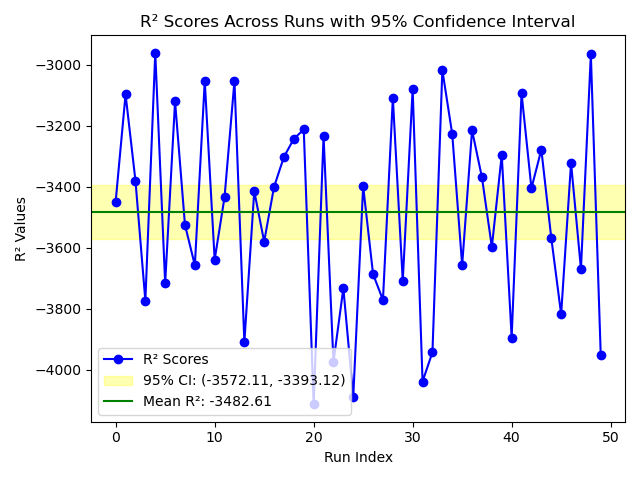 R² Scores Across Runs with 95% Confidence Interval
R² Values
−3000
−3200
−3400
−3600
−3800
−4000
R² Scores
95% CI: (-3572.11, -3393.12)
Mean R²: -3482.61
0 10 20 30 40 50
Run Index